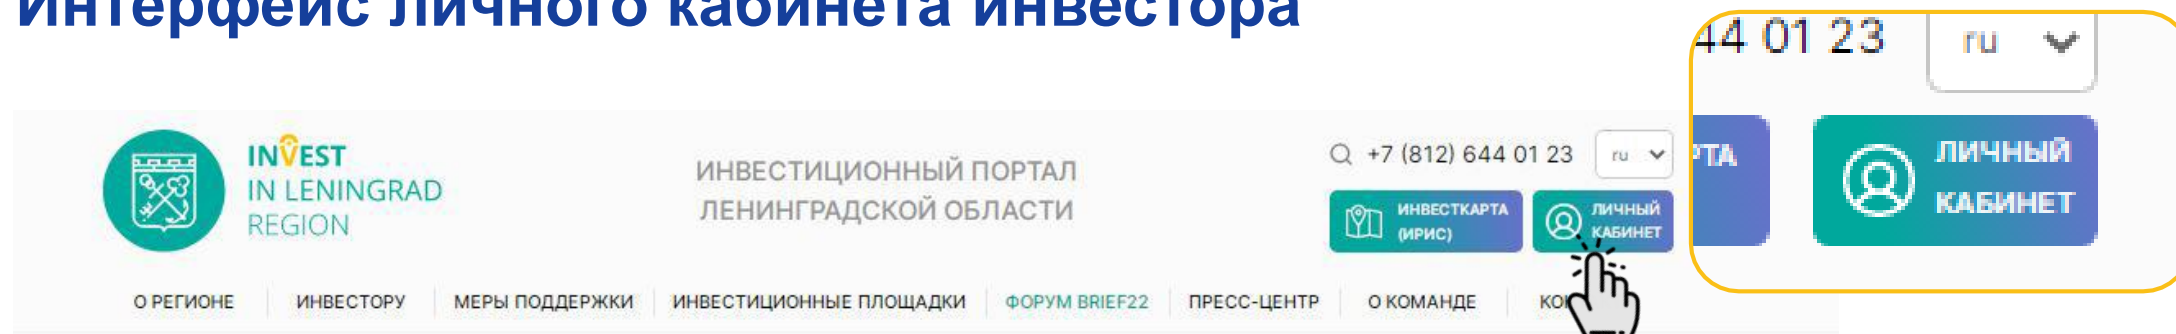 Интерфейс личного кабинета инвестора
INVEST
IN LENINGRAD
REGION
ИНВЕСТИЦИОННЫЙ ПОРТАЛ
ЛЕНИНГРАДСКОЙ ОБЛАСТИ
+7 (812) 644 01 23 ru
ИНВЕСТКАРТА
(ИРИС)
ЛИЧНЫЙ
КАБИНЕТ
О РЕГИОНЕ ИНВЕСТОРУ МЕРЫ ПОДДЕРЖКИ ИНВЕСТИЦИОННЫЕ ПЛОЩАДКИ ФОРУМ BRIEF22 ПРЕСС-ЦЕНТР О КОМАНДЕ
44 01 23 ru
ЛИЧНЫЙ
КАБИНЕТ